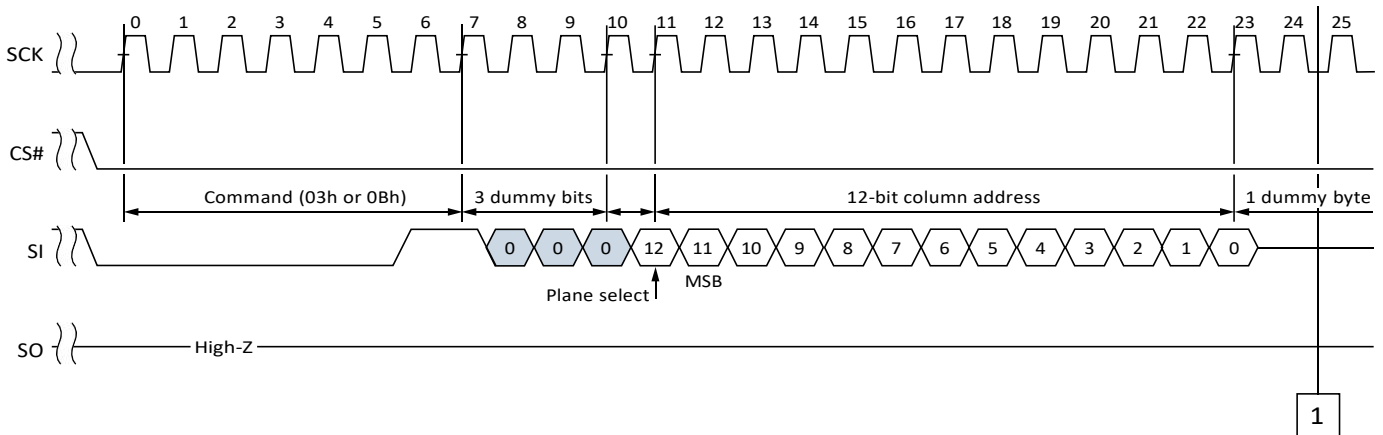 0 1 2 3 4 5 6 7 8 9 10 11 12 13 14 15 16 17 18 19 20 21 22 23 24 25
SCK
CS#
Command (03h or 0Bh) 3 dummy bits 12-bit column address 1 dummy byte
SI 0 0 0 12 11 10 9 8 7 6 5 4 3 2 1 0
MSB
Plane select
SO High-Z
1